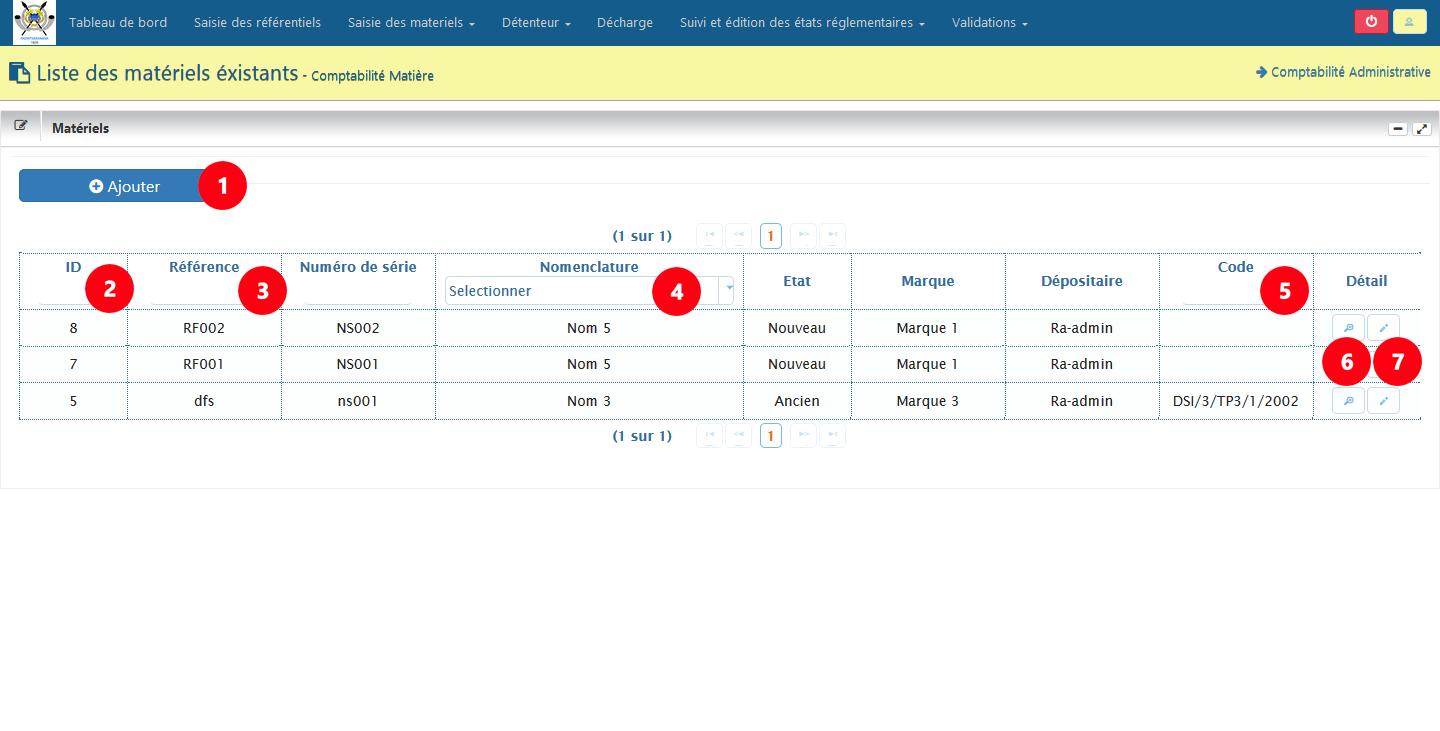 Tableau de bord Saisie des référentiels Saisie des materiels Détenteur Décharge Suivi et édition des états réglementaires Validations
Liste des matériels éxistants - Comptabilité Matière Comptabilité Administrative
Matériels
Ajouter 1
(1 sur 1) 1
ID Référence Numéro de série Nomenclature Etat Marque Dépositaire Code Détail
2 3 Selectionner 4 5
8 RF002 NS002 Nom 5 Nouveau Marque 1 Ra-admin
7 RF001 NS001 Nom 5 Nouveau Marque 1 Ra-admin 6 7
5 dfs ns001 Nom 3 Ancien Marque 3 Ra-admin DSI/3/TP3/1/2002
(1 sur 1) 1